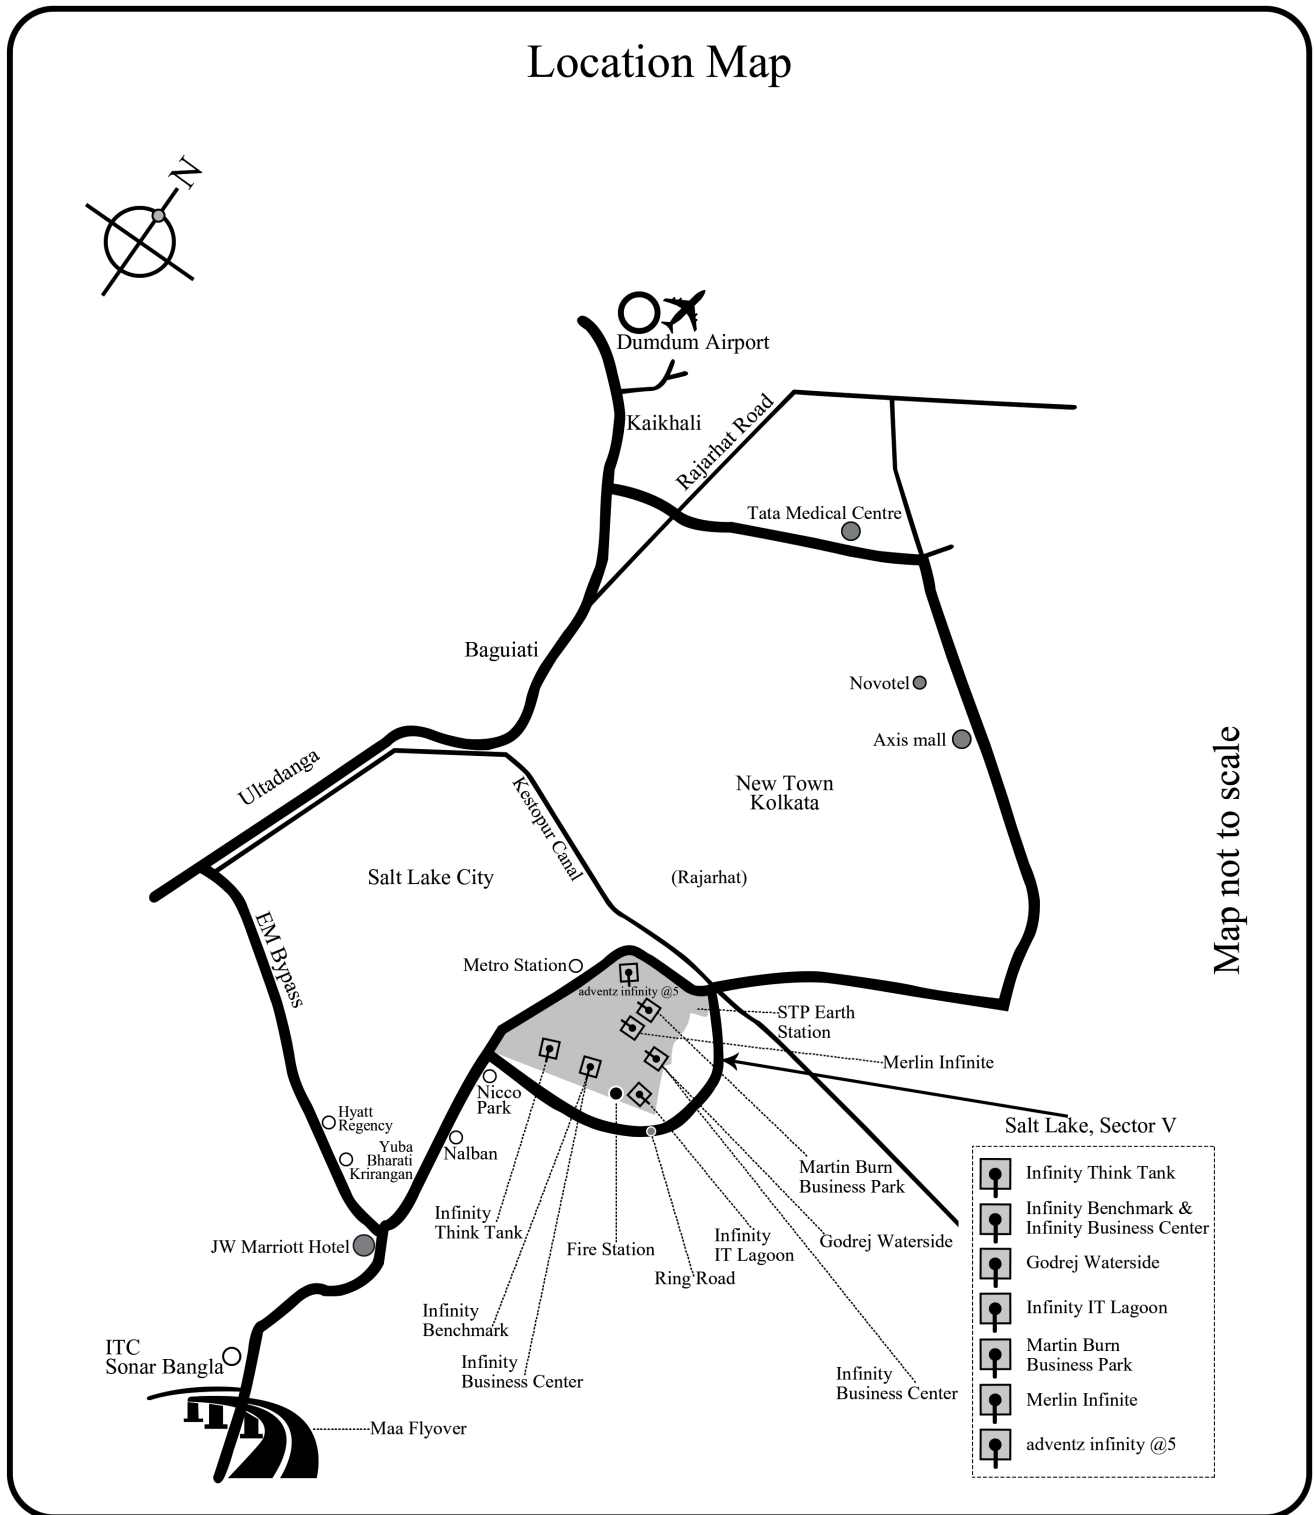 Location Map
N
Dumdum Airport
Kaikhali
Rajarhat Road
Tata Medical Centre
Baguiati
Novotel
Axis mall
Ultadanga
New Town
Kolkata
Kestopur Canal
Salt Lake City
(Rajarhat)
Map not to scale
EM Bypass
Metro Station
adventz infinity @5
STP Earth
Station
Merlin Infinite
Nicco
Park
Hyatt
Regency
Yuba
Bharati
Krirangan
Nalban
Salt Lake, Sector V
Martin Burn
Business Park
Infinity
Think Tank
Fire Station
Infinity
IT Lagoon
Godrej Waterside
JW Marriott Hotel
Ring Road
Infinity
Benchmark
Infinity
Business Center
Infinity
Business Center
ITC
Sonar Bangla
Maa Flyover
Infinity Think Tank
Infinity Benchmark &
Infinity Business Center
Godrej Waterside
Infinity IT Lagoon
Martin Burn
Business Park
Merlin Infinite
adventz infinity @5